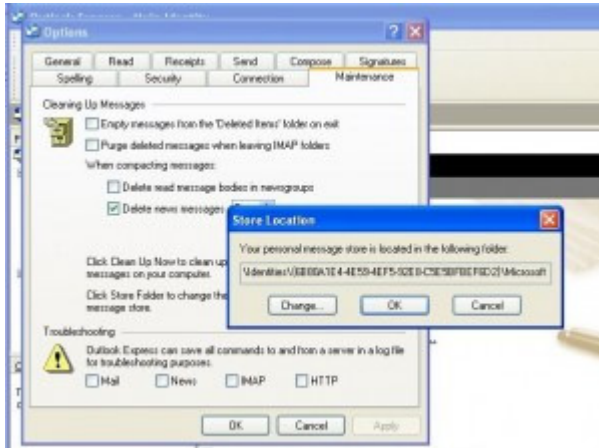 Outlook Express - Main Identity
Options
General Read Receipts Send Compose Signatures
Spelling Security Connection Maintenance
Cleaning Up Messages
Empty messages from the 'Deleted Items' folder on exit
Purge deleted messages when leaving IMAP folders
When compacting messages:
Delete read message bodies in newsgroups
Delete news messages
Store Location
Your personal message store is located in the following folder:
Click Clean Up Now to clean up
messages on your computer.
Click Store Folder to change the
message store.
Change... OK Cancel
Troubleshooting
Outlook Express can save all commands to and from a server in a log file
for troubleshooting purposes.
Mail News IMAP HTTP
OK Cancel Apply